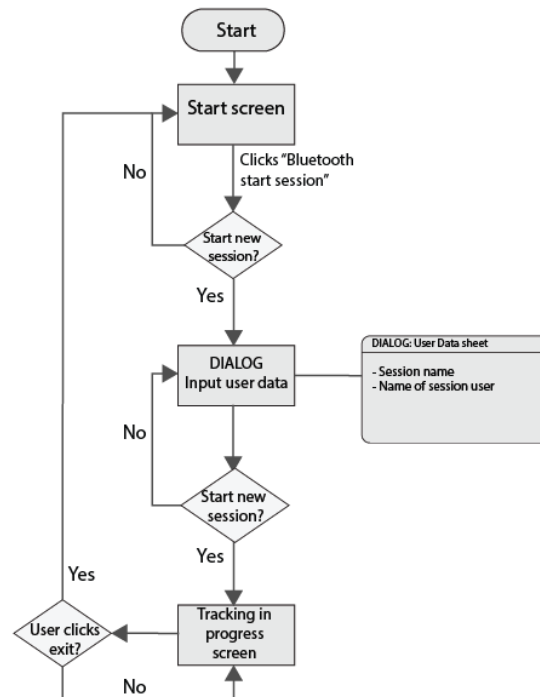 Start
Start screen
Clicks “Bluetooth
start session”
No
Start new
session?
Yes
DIALOG
Input user data
DIALOG: User Data sheet
- Session name
- Name of session user
No
Start new
session?
Yes
Yes
Tracking in
progress
screen
User clicks
exit?
No